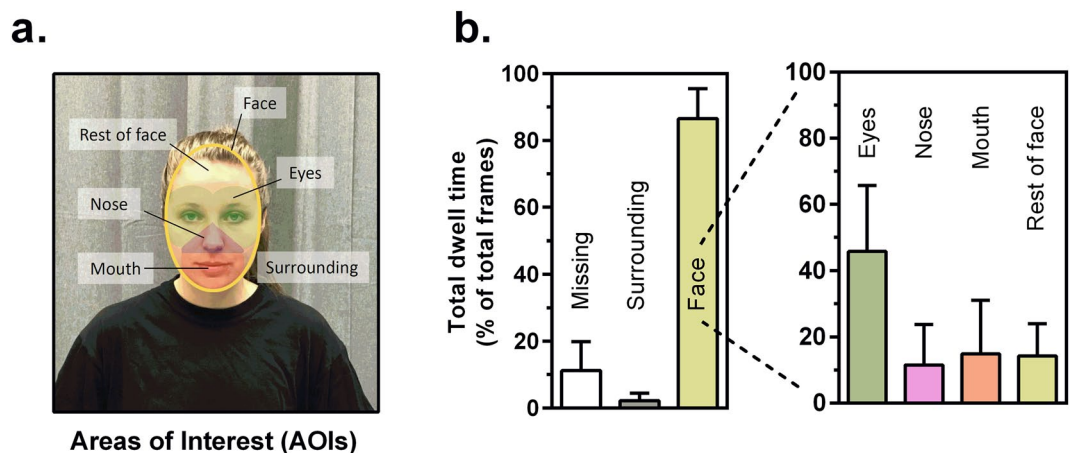 a.
Face
Rest of face
Eyes
Nose
Mouth
Surrounding
Areas of Interest (AOIs)
b.
Total dwell time
(% of total frames)
100
80
60
40
20
0
Missing
Surrounding
Face
100
80
60
40
20
0
Eyes
Nose
Mouth
Rest of face